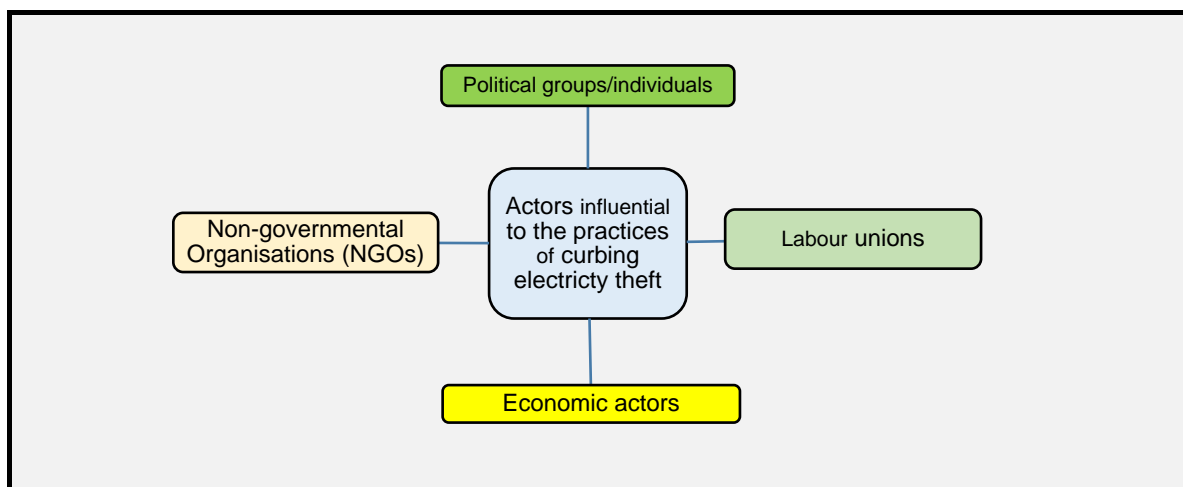 Political groups/individuals
Non-governmental
Organisations (NGOs)
Actors influential
to the practices
of curbing
electricty theft
Labour unions
Economic actors